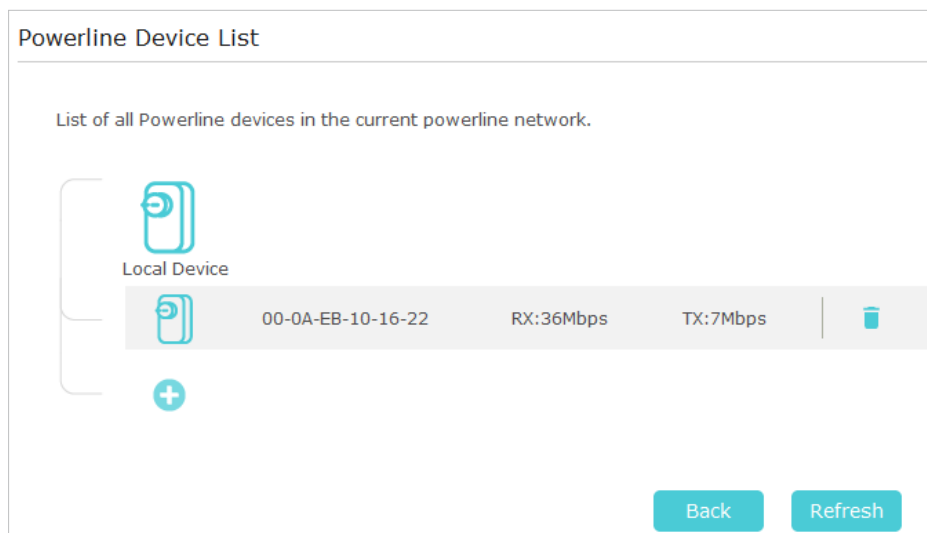 Powerline Device List
List of all Powerline devices in the current powerline network.
Local Device
00-0A-EB-10-16-22 RX:36Mbps TX:7Mbps
Back Refresh